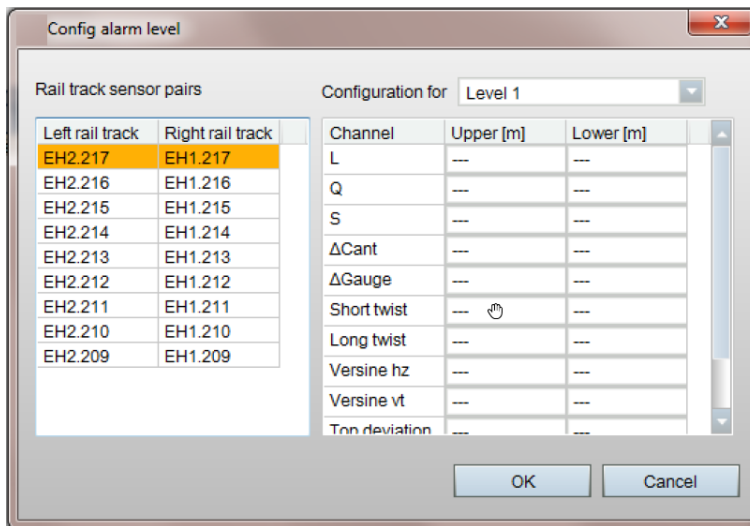 Config alarm level
Rail track sensor pairs
Left rail track Right rail track
EH2.217 EH1.217
EH2.216 EH1.216
EH2.215 EH1.215
EH2.214 EH1.214
EH2.213 EH1.213
EH2.212 EH1.212
EH2.211 EH1.211
EH2.210 EH1.210
EH2.209 EH1.209
Configuration for Level 1
Channel Upper [m] Lower [m]
L --- ---
Q --- ---
S --- ---
ΔCant --- ---
ΔGauge --- ---
Short twist --- ---
Long twist --- ---
Versine hz --- ---
Versine vt --- ---
Top deviation --- ---
OK Cancel